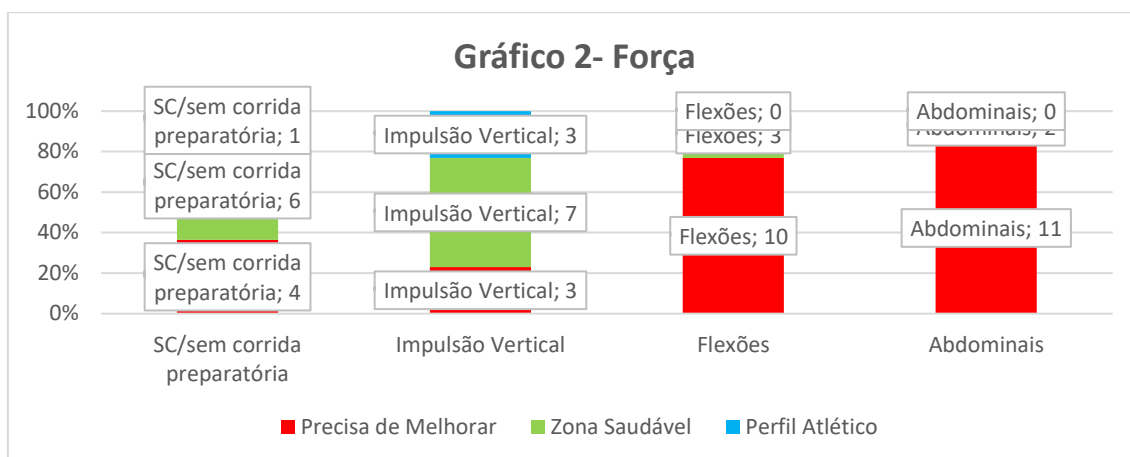 Gráfico 2- Força
100%
80%
60%
40%
20%
0%
SC/sem corrida
preparatória; 1
SC/sem corrida
preparatória; 6
SC/sem corrida
preparatória; 4
Impulsão Vertical; 3
Impulsão Vertical; 7
Impulsão Vertical; 3
Flexões; 0
Flexões; 3
Flexões; 10
Abdominais; 0
Abdominais; 2
Abdominais; 11
SC/sem corrida
preparatória
Impulsão Vertical
Flexões
Abdominais
Precisa de Melhorar
Zona Saudável
Perfil Atlético